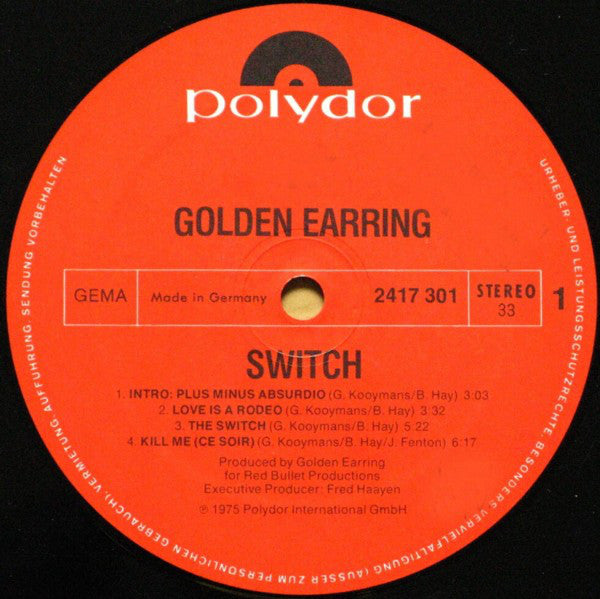 polydor
GOLDEN EARRING
GEMA
Made in Germany
2417 301
STEREO
33
1
SWITCH
1. INTRO: PLUS MINUS ABSURDIO (G. Kooymans/B. Hay) 3:03
2. LOVE IS A RODEO (G. Kooymans/B. Hay) 3:32
3. THE SWITCH (G. Kooymans/B. Hay) 5:22
4. KILL ME (CE SOIR) (G. Kooymans/B. Hay/J. Fenton) 6:17
Produced by Golden Earring
for Red Bullet Productions
Executive Producer: Fred Haayen
℗ 1975 Polydor International GmbH
URHEBER- UND LEISTUNGSSCHUTZRECHTE, BESONDERS VERVIELFÄLTIGUNG (AUSSER ZUM PERSÖNLICHEN GEBRAUCH), VERMIETUNG, AUFFÜHRUNG, SENDUNG VORBEHALTEN